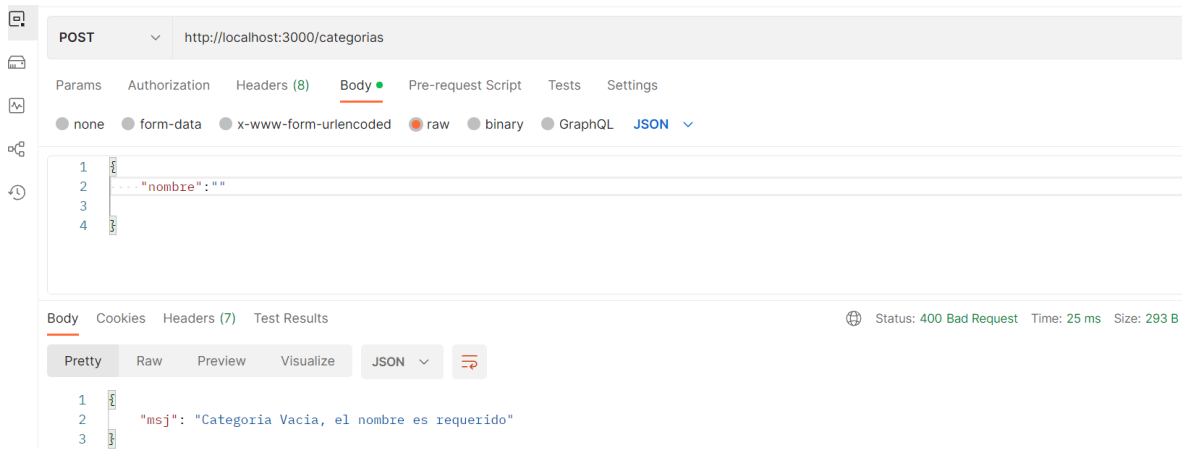 POST http://localhost:3000/categorias
Params Authorization Headers (8) Body Pre-request Script Tests Settings
none form-data x-www-form-urlencoded raw binary GraphQL JSON
1 {
2 "nombre":""
3
4 }
Body Cookies Headers (7) Test Results Status: 400 Bad Request Time: 25 ms Size: 293 B
Pretty Raw Preview Visualize JSON
1 {
2 "msj": "Categoria Vacia, el nombre es requerido"
3 }